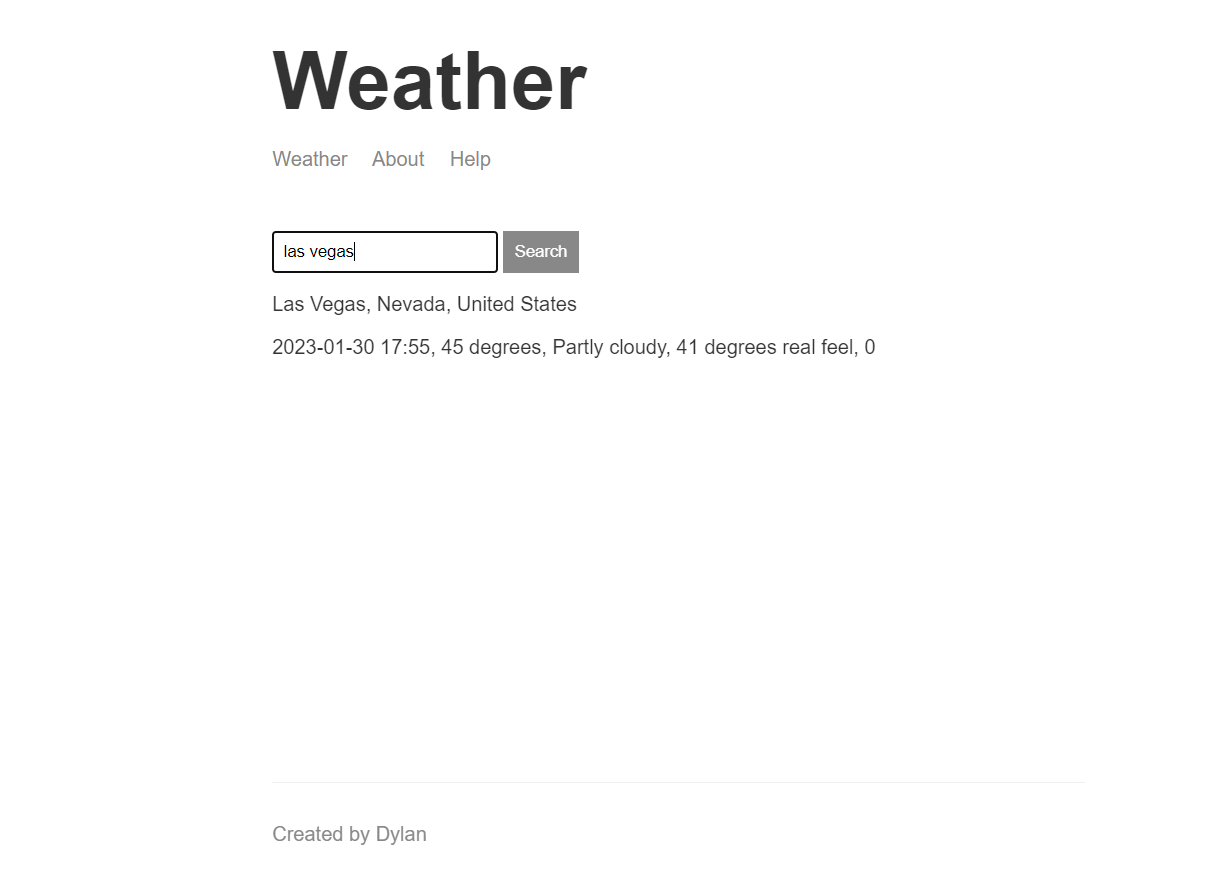 Weather
Weather About Help
las vegas
Search
Las Vegas, Nevada, United States
2023-01-30 17:55, 45 degrees, Partly cloudy, 41 degrees real feel, 0
Created by Dylan